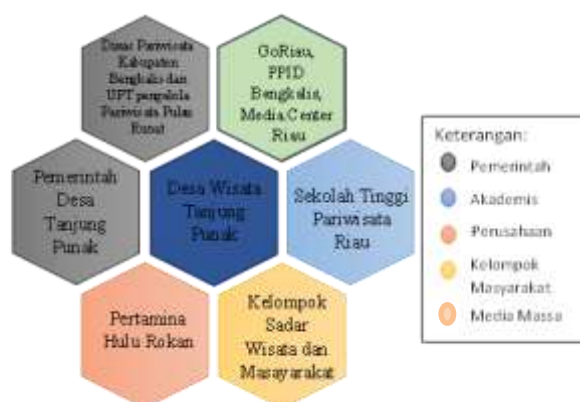 Dinas Pariwisata
Kabupaten
Bengkalis dan
UPT pengelola
Pariwisata Pulau
Rupat
GoRiau,
PPID
Bengkalis,
Media Center
Riau
Pemerintah
Desa
Tanjung
Punak
Desa Wisata
Tanjung
Punak
Sekolah Tinggi
Pariwisata
Riau
Pertamina
Hulu Rokan
Kelompok
Sadar
Wisata dan
Masayarakat
Keterangan:
Pemerintah
Akademis
Perusahaan
Kelompok
Masyarakat
Media Massa